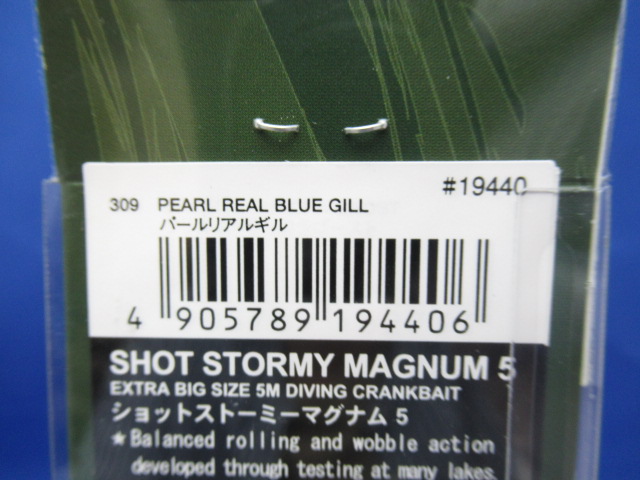 #19440
309 PEARL REAL BLUE GILL
パールリアルギル
4 905789 194406
SHOT STORMY MAGNUM 5
EXTRA BIG SIZE 5M DIVING CRANKBAIT
ショットストーミーマグナム 5
★Balanced rolling and wobble action
developed through testing at many lakes.